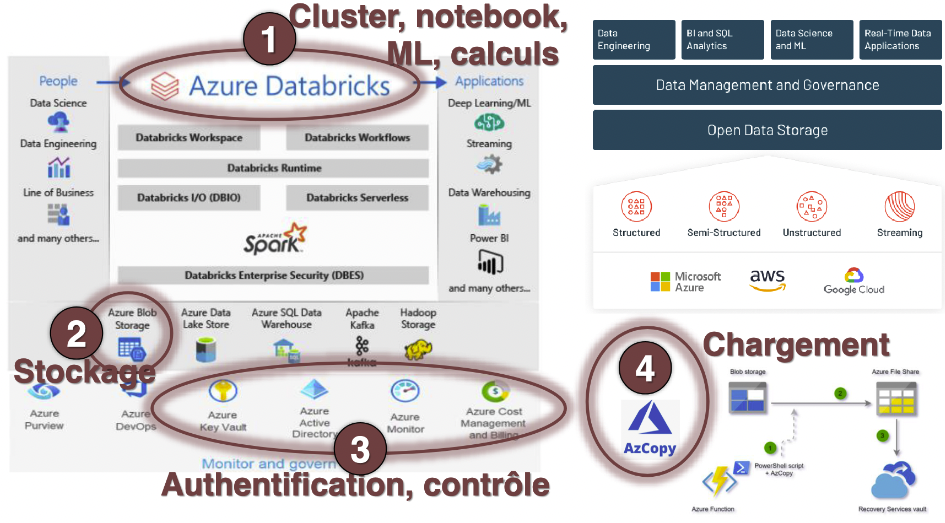 Cluster, notebook,
ML, calculs
1
People
Azure Databricks
Applications
Data Science
Data Engineering
Line of Business
and many others...
Databricks Workspace
Databricks Workflows
Databricks Runtime
Databricks I/O (DBIO)
Databricks Serverless
APACHE
Spark
Databricks Enterprise Security (DBES)
Deep Learning/ML
Streaming
Data Warehousing
Power BI
and many others...
2
Stockage
Azure Blob
Storage
Azure Data
Lake Store
Azure SQL Data
Warehouse
Apache
Kafka
kafka
Hadoop
Storage
Azure
Purview
Azure
DevOps
Azure
Key Vault
Azure
Active
Directory
Azure
Monitor
Azure Cost
Management
and Billing
3
Monitor and govern
Authentification, contrôle
Data
Engineering
BI and SQL
Analytics
Data Science
and ML
Real-Time Data
Applications
Data Management and Governance
Open Data Storage
Structured
Semi-Structured
Unstructured
Streaming
Microsoft
Azure
aws
Google Cloud
4
AzCopy
Chargement
Blob storage
Azure File Share
2
1
3
PowerShell script
+ AzCopy
Azure Function
Recovery Services vault